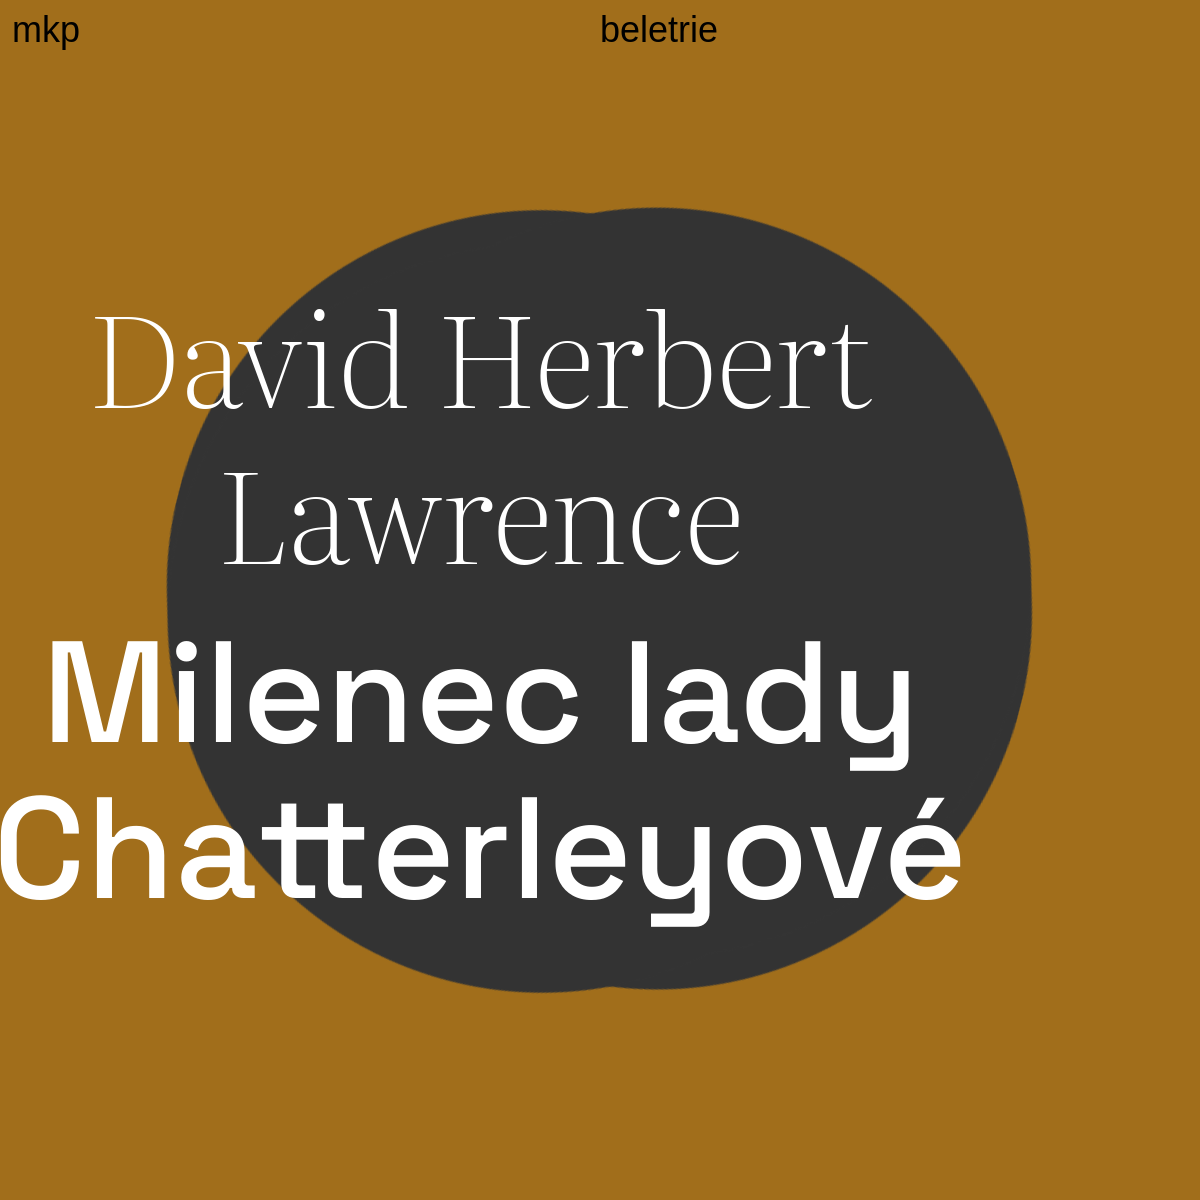 mkp
beletrie
David Herbert
Lawrence
Milenec lady
Chatterleyové